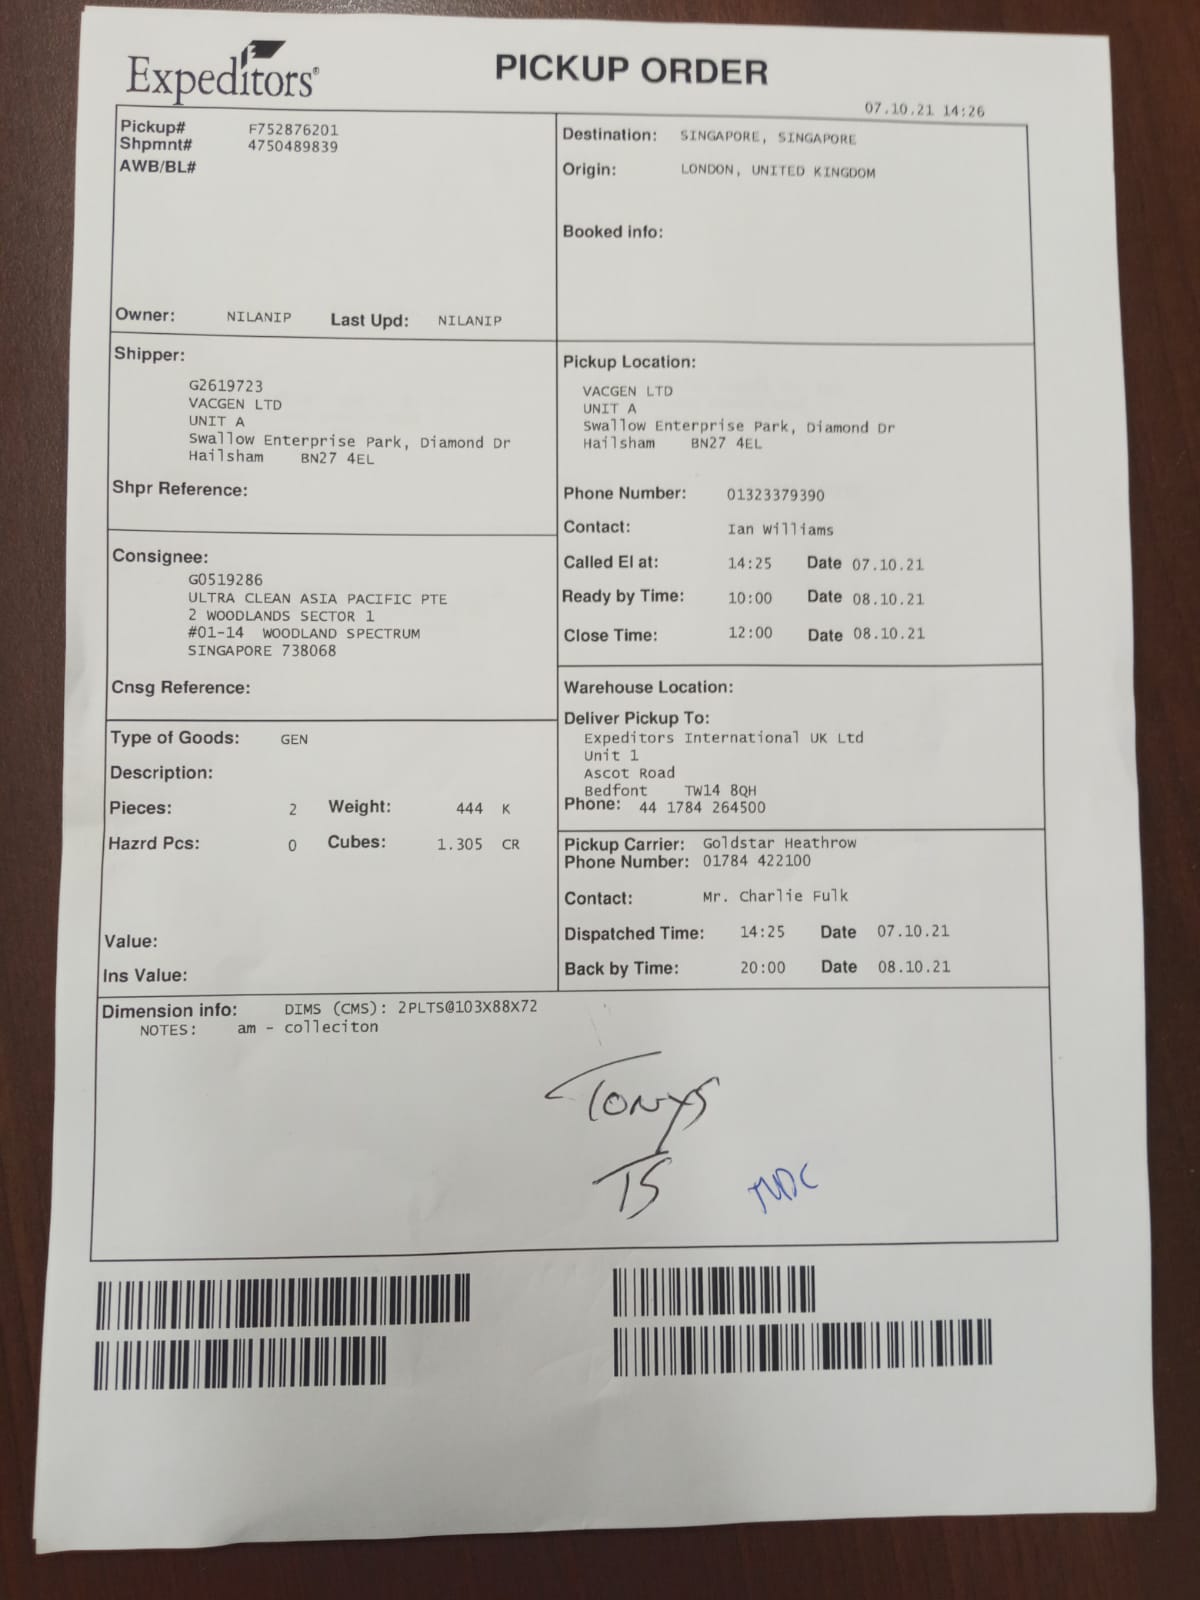 Expeditors®
PICKUP ORDER
07.10.21 14:26
Pickup# F752876201
Shpmnt# 4750489839
AWB/BL#
Owner: NILANIP Last Upd: NILANIP
Destination: SINGAPORE, SINGAPORE
Origin: LONDON, UNITED KINGDOM
Booked info:
Shipper:
G2619723
VACGEN LTD
UNIT A
Swallow Enterprise Park, Diamond Dr
Hailsham BN27 4EL
Shpr Reference:
Pickup Location:
VACGEN LTD
UNIT A
Swallow Enterprise Park, Diamond Dr
Hailsham BN27 4EL
Phone Number: 01323379390
Contact: Ian Williams
Called EI at: 14:25 Date 07.10.21
Ready by Time: 10:00 Date 08.10.21
Close Time: 12:00 Date 08.10.21
Consignee:
G0519286
ULTRA CLEAN ASIA PACIFIC PTE
2 WOODLANDS SECTOR 1
#01-14 WOODLAND SPECTRUM
SINGAPORE 738068
Cnsg Reference:
Warehouse Location:
Deliver Pickup To:
Expeditors International UK Ltd
Unit 1
Ascot Road
Bedfont TW14 8QH
Phone: 44 1784 264500
Type of Goods: GEN
Description:
Pieces: 2 Weight: 444 K
Hazrd Pcs: 0 Cubes: 1.305 CR
Value:
Ins Value:
Pickup Carrier: Goldstar Heathrow
Phone Number: 01784 422100
Contact: Mr. Charlie Fulk
Dispatched Time: 14:25 Date 07.10.21
Back by Time: 20:00 Date 08.10.21
Dimension info: DIMS (CMS): 2PLTS@103X88X72
NOTES: am - colleciton
TONYS
TS